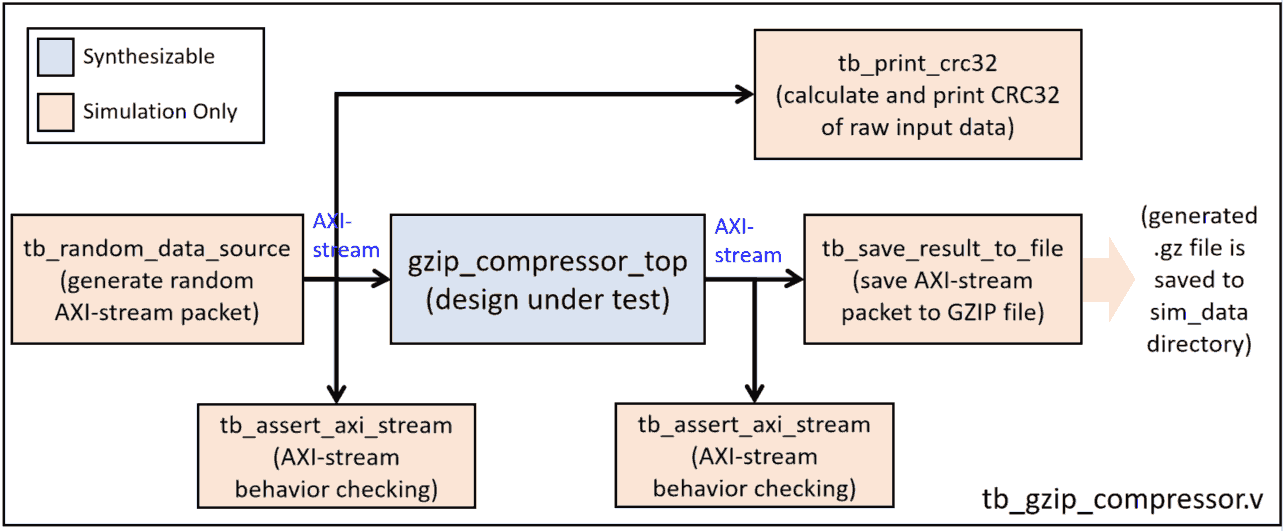 Synthesizable
Simulation Only
tb_print_crc32
(calculate and print CRC32
of raw input data)
tb_random_data_source
(generate random
AXI-stream packet)
AXI-
stream
gzip_compressor_top
(design under test)
AXI-
stream
tb_save_result_to_file
(save AXI-stream
packet to GZIP file)
(generated
.gz file is
saved to
sim_data
directory)
tb_assert_axi_stream
(AXI-stream
behavior checking)
tb_assert_axi_stream
(AXI-stream
behavior checking)
tb_gzip_compressor.v